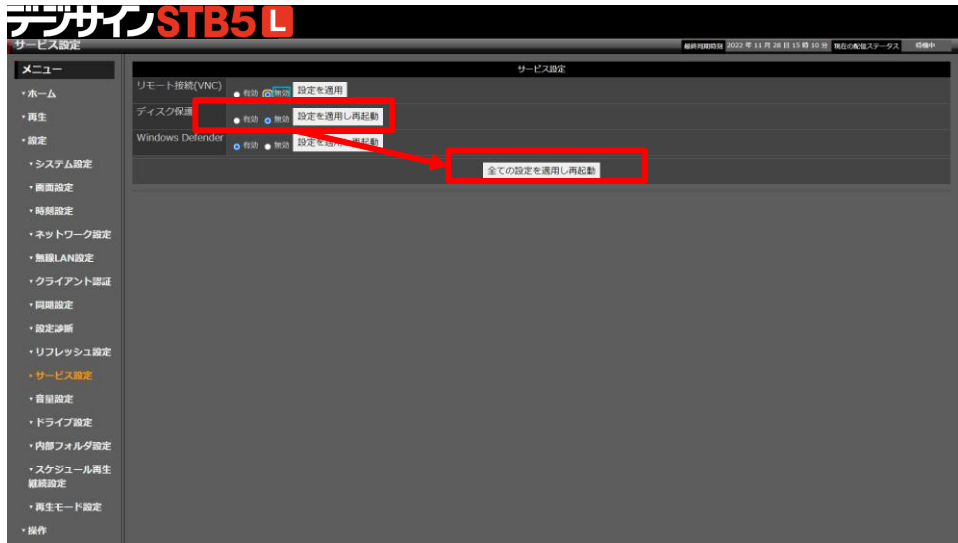 デジサインSTB5 L
サービス設定
最終同期時刻 2022 年 11 月 28 日 15 時 10 分 現在の配信ステータス 待機中
メニュー
サービス設定
・ホーム
リモート接続(VNC) 有効 無効 設定を適用
・再生
ディスク保護 有効 無効 設定を適用し再起動
・設定
Windows Defender 有効 無効 設定を適用し再起動
・システム設定
全ての設定を適用し再起動
・画面設定
・時刻設定
・ネットワーク設定
・無線LAN設定
・クライアント認証
・同期設定
・設定診断
・リフレッシュ設定
・サービス設定
・音量設定
・ドライブ設定
・内部フォルダ設定
・スケジュール再生
継続設定
・再生モード設定
・操作